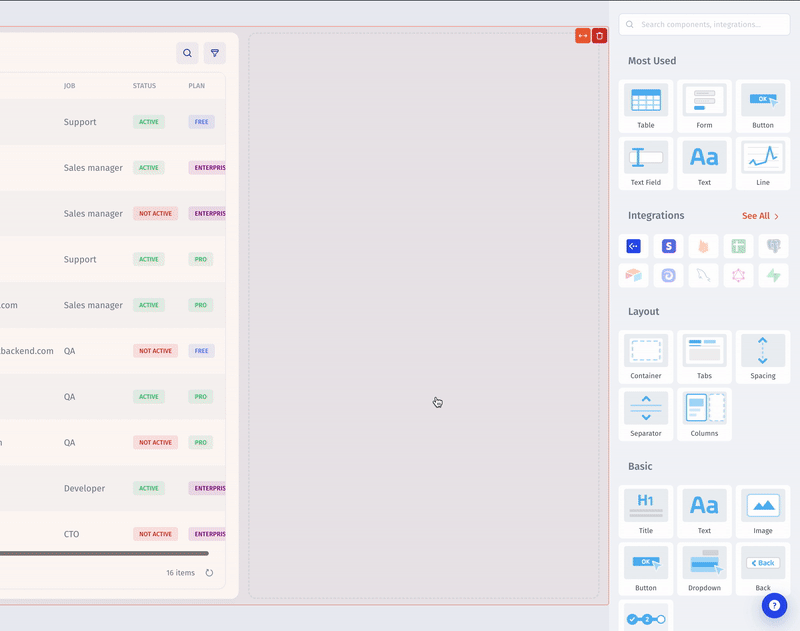 Search components, integrations...
Most Used
Table
Form
OK
Button
Text Field
Aa
Text
Line
Integrations
See All
S
Layout
Container
Tabs
Spacing
Separator
Columns
Basic
H1
Title
Aa
Text
Image
OK
Button
Dropdown
Back
Back
2
?
JOB STATUS PLAN
Support ACTIVE FREE
Sales manager ACTIVE ENTERPRIS
Sales manager NOT ACTIVE ENTERPRIS
Support ACTIVE PRO
.com Sales manager ACTIVE PRO
backend.com QA NOT ACTIVE FREE
QA ACTIVE PRO
QA NOT ACTIVE PRO
Developer ACTIVE ENTERPRIS
CTO NOT ACTIVE ENTERPRIS
16 items